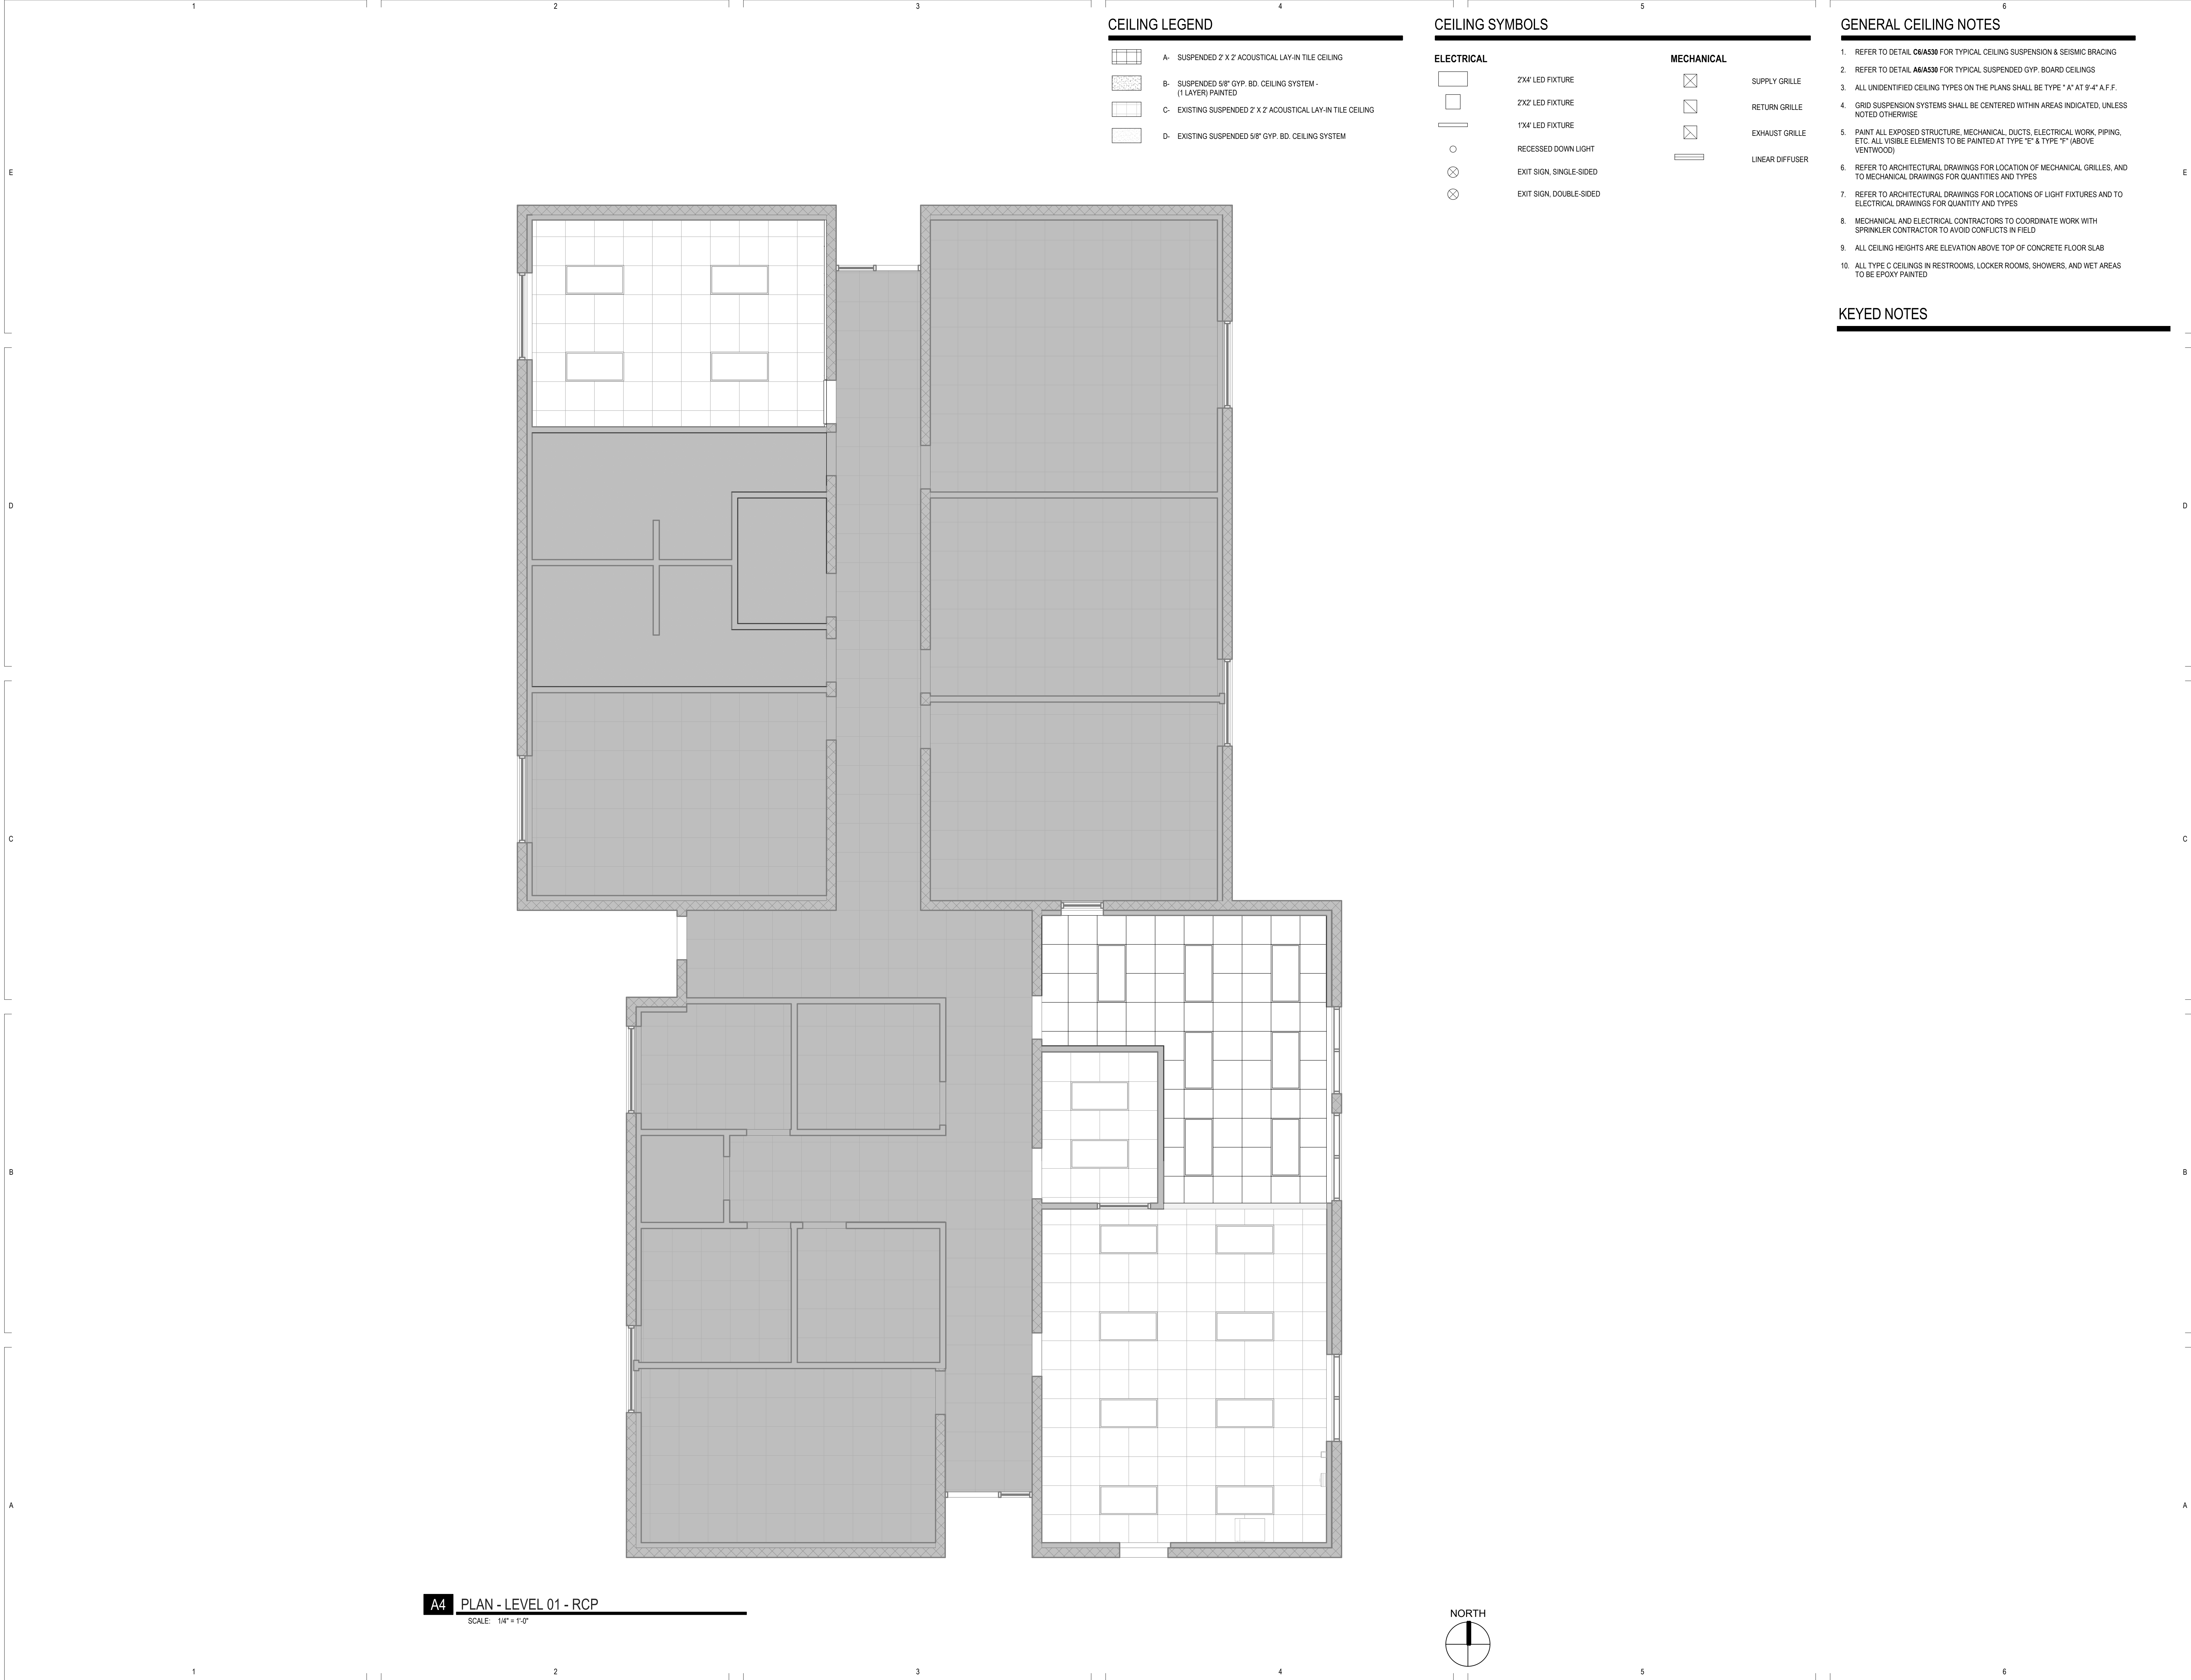 1 2 3 4 5 6
CEILING LEGEND
A- SUSPENDED 2' X 2' ACOUSTICAL LAY-IN TILE CEILING
B- SUSPENDED 5/8" GYP. BD. CEILING SYSTEM -
(1 LAYER) PAINTED
C- EXISTING SUSPENDED 2' X 2' ACOUSTICAL LAY-IN TILE CEILING
D- EXISTING SUSPENDED 5/8" GYP. BD. CEILING SYSTEM
CEILING SYMBOLS
ELECTRICAL
2'X4' LED FIXTURE
2'X2' LED FIXTURE
1'X4' LED FIXTURE
RECESSED DOWN LIGHT
EXIT SIGN, SINGLE-SIDED
EXIT SIGN, DOUBLE-SIDED
MECHANICAL
SUPPLY GRILLE
RETURN GRILLE
EXHAUST GRILLE
LINEAR DIFFUSER
GENERAL CEILING NOTES
1. REFER TO DETAIL C6/A530 FOR TYPICAL CEILING SUSPENSION & SEISMIC BRACING
2. REFER TO DETAIL A6/A530 FOR TYPICAL SUSPENDED GYP. BOARD CEILINGS
3. ALL UNIDENTIFIED CEILING TYPES ON THE PLANS SHALL BE TYPE " A" AT 9'-4" A.F.F.
4. GRID SUSPENSION SYSTEMS SHALL BE CENTERED WITHIN AREAS INDICATED, UNLESS
NOTED OTHERWISE
5. PAINT ALL EXPOSED STRUCTURE, MECHANICAL, DUCTS, ELECTRICAL WORK, PIPING,
ETC. ALL VISIBLE ELEMENTS TO BE PAINTED AT TYPE "E" & TYPE "F" (ABOVE
VENTWOOD)
6. REFER TO ARCHITECTURAL DRAWINGS FOR LOCATION OF MECHANICAL GRILLES, AND
TO MECHANICAL DRAWINGS FOR QUANTITIES AND TYPES
7. REFER TO ARCHITECTURAL DRAWINGS FOR LOCATIONS OF LIGHT FIXTURES AND TO
ELECTRICAL DRAWINGS FOR QUANTITY AND TYPES
8. MECHANICAL AND ELECTRICAL CONTRACTORS TO COORDINATE WORK WITH
SPRINKLER CONTRACTOR TO AVOID CONFLICTS IN FIELD
9. ALL CEILING HEIGHTS ARE ELEVATION ABOVE TOP OF CONCRETE FLOOR SLAB
10. ALL TYPE C CEILINGS IN RESTROOMS, LOCKER ROOMS, SHOWERS, AND WET AREAS
TO BE EPOXY PAINTED
KEYED NOTES
E E
D D
C C
B B
A A
A4 PLAN - LEVEL 01 - RCP
SCALE: 1/4" = 1'-0"
NORTH
1 2 3 4 5 6